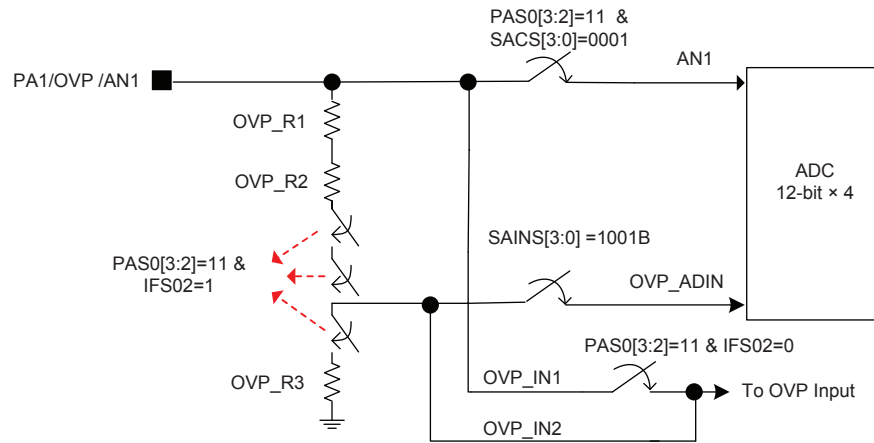 PAS0[3:2]=11 &
SACS[3:0]=0001
PA1/OVP /AN1
AN1
OVP_R1
OVP_R2
ADC
12-bit × 4
PAS0[3:2]=11 &
IFS02=1
SAINS[3:0] =1001B
OVP_ADIN
PAS0[3:2]=11 & IFS02=0
OVP_R3
OVP_IN1
To OVP Input
OVP_IN2